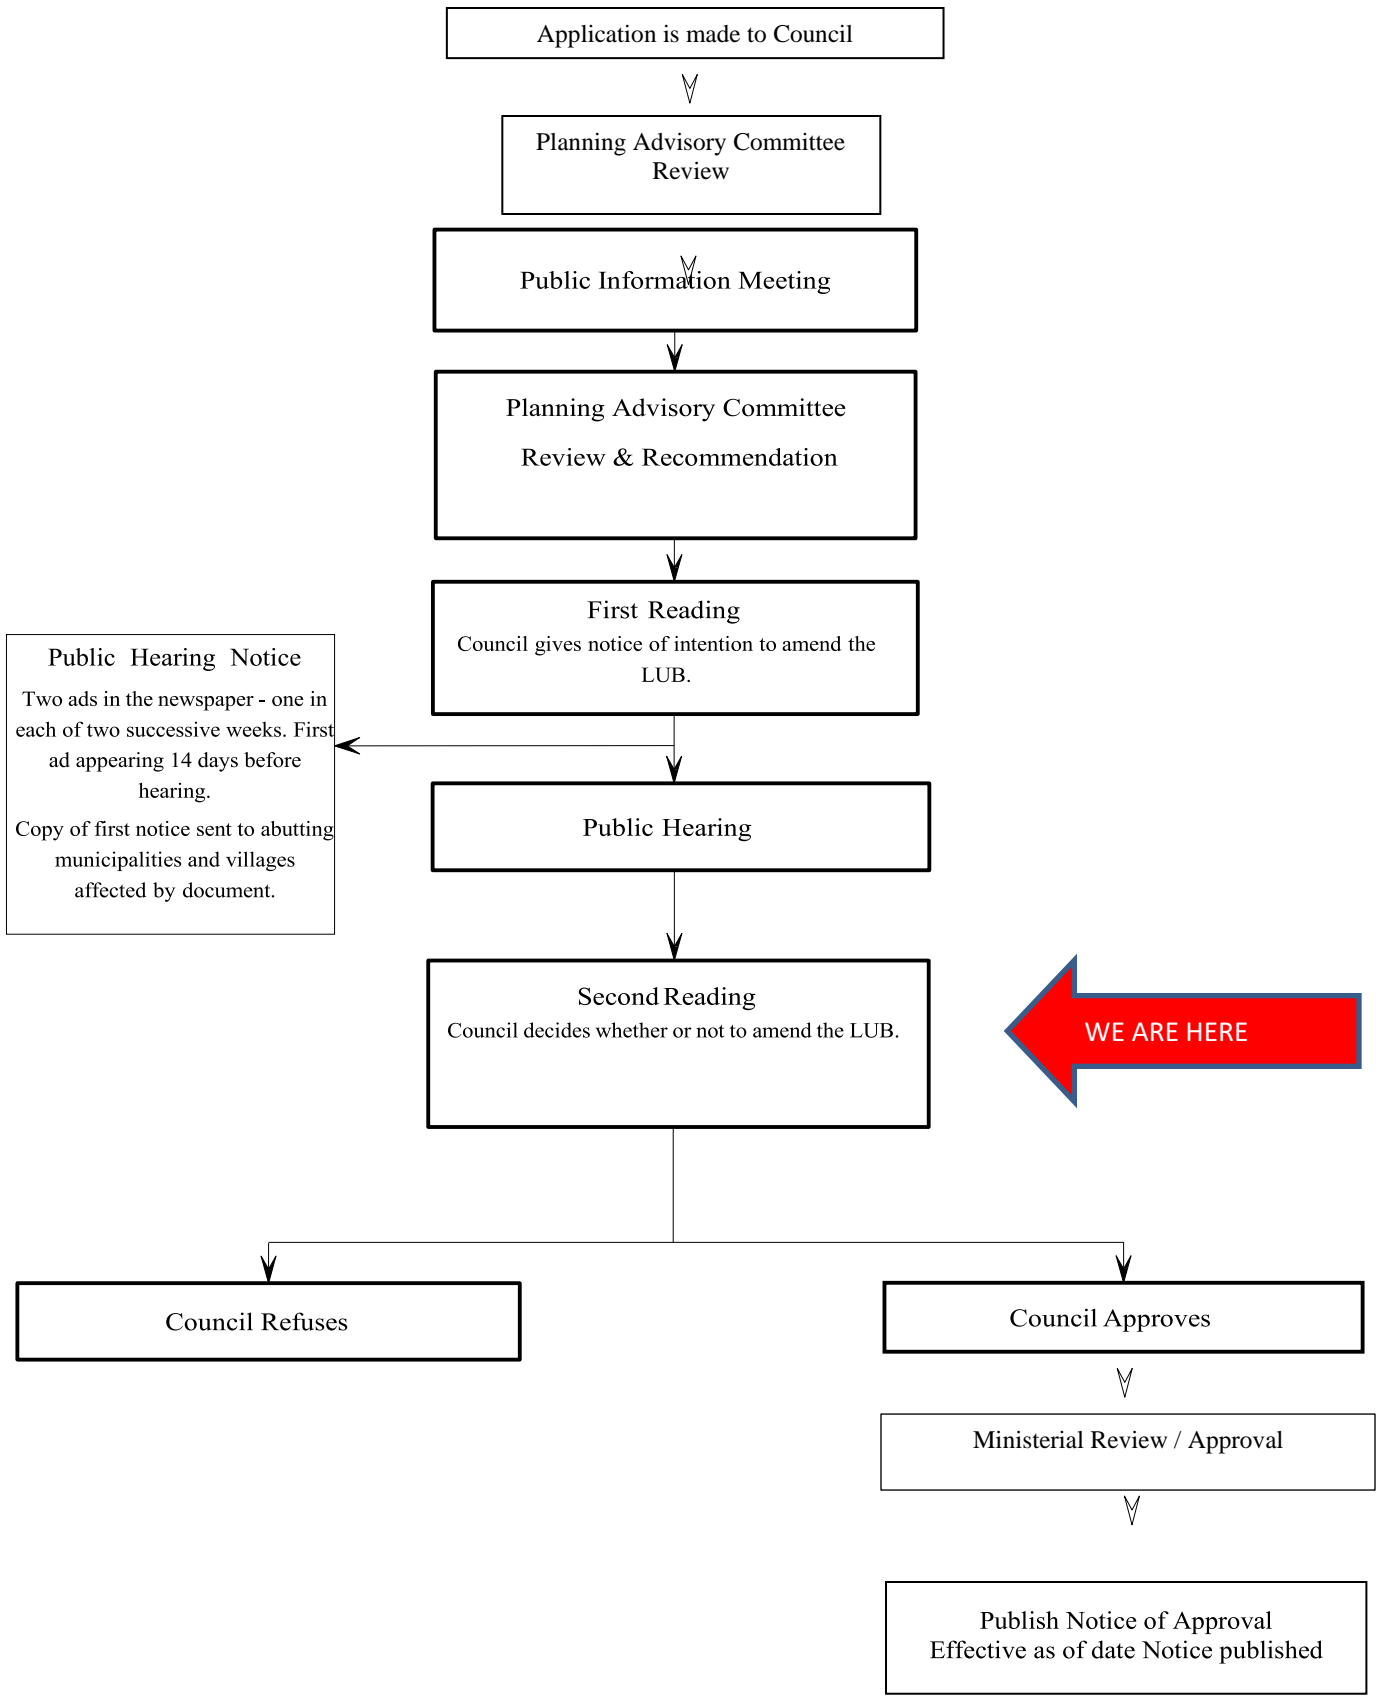 Application is made to Council
Planning Advisory Committee
Review
Public Information Meeting
Planning Advisory Committee
Review & Recommendation
First Reading
Council gives notice of intention to amend the
LUB.
Public Hearing Notice
Two ads in the newspaper - one in
each of two successive weeks. First
ad appearing 14 days before
hearing.
Copy of first notice sent to abutting
municipalities and villages
affected by document.
Public Hearing
Second Reading
Council decides whether or not to amend the LUB.
WE ARE HERE
Council Refuses
Council Approves
Ministerial Review / Approval
Publish Notice of Approval
Effective as of date Notice published